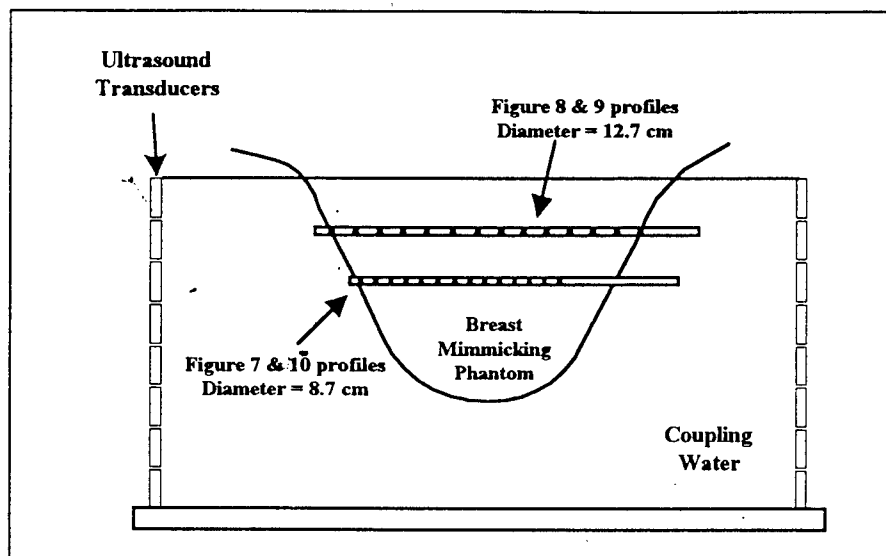 Ultrasound
Transducers
Figure 8 & 9 profiles
Diameter = 12.7 cm
Breast
Mimmicking
Phantom
Figure 7 & 10 profiles
Diameter = 8.7 cm
Coupling
Water